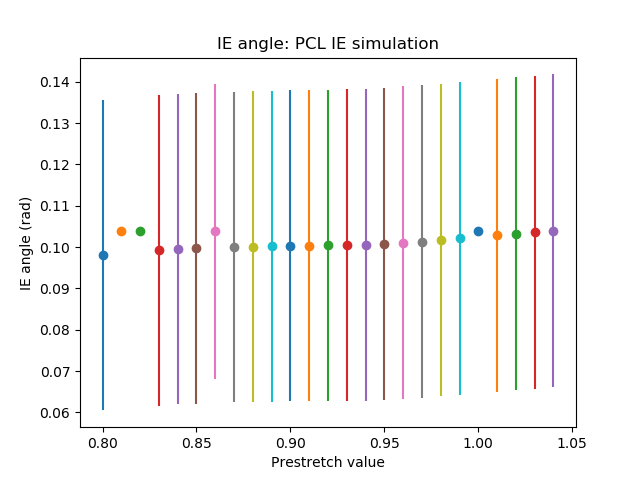 IE angle: PCL IE simulation
IE angle (rad)
0.14
0.13
0.12
0.11
0.10
0.09
0.08
0.07
0.06
0.80 0.85 0.90 0.95 1.00 1.05
Prestretch value